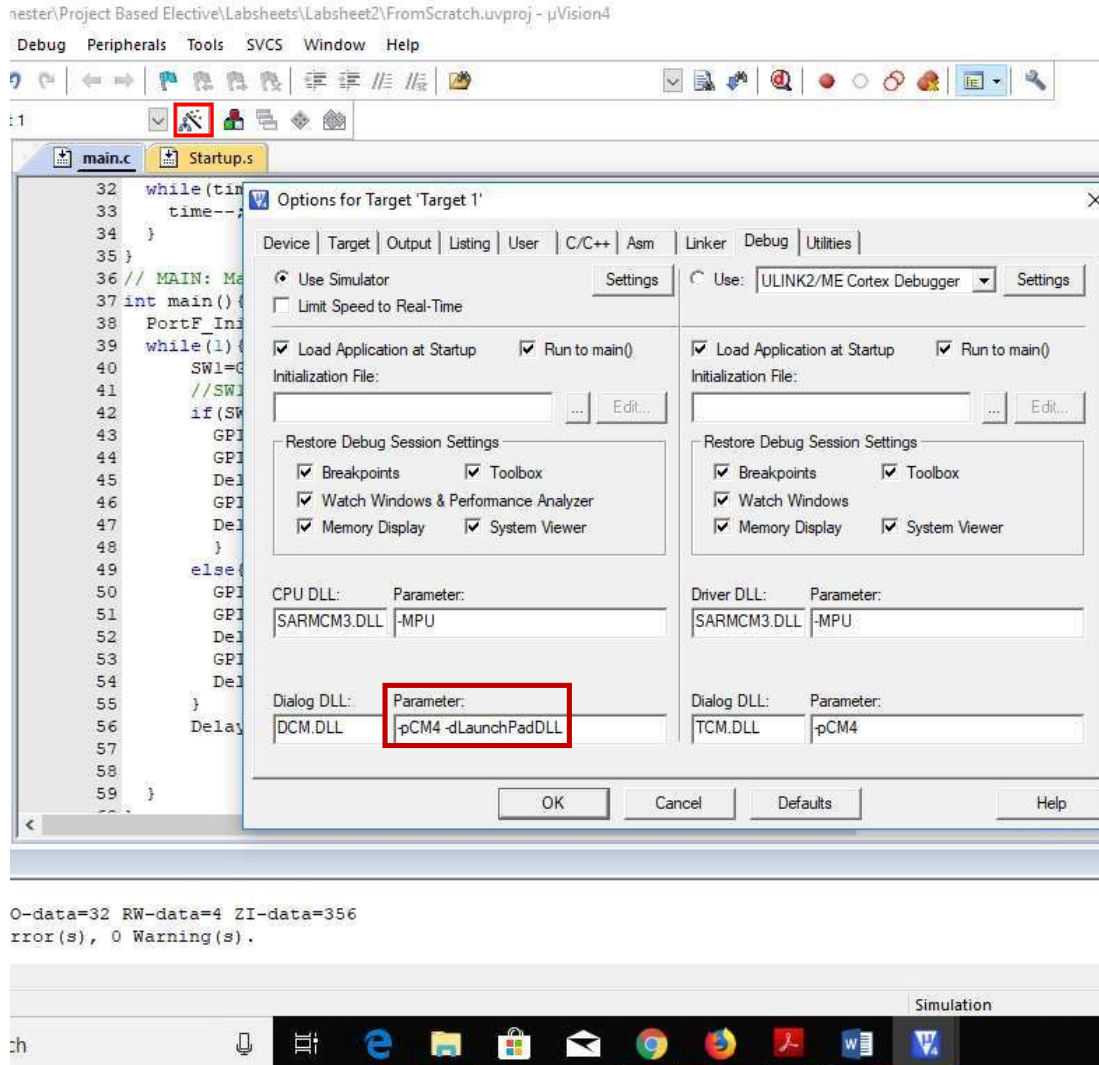 nester\Project Based Elective\Labsheets\Labsheet2\FromScratch.uvproj - µVision4
Debug Peripherals Tools SVCS Window Help
:1
main.c Startup.s
32 while(tim
33 time--;
34 }
35 }
36 // MAIN: Ma
37 int main(){
38 PortF_Ini
39 while(1){
40 SW1=G
41 //SW1
42 if(SW
43 GPI
44 GPI
45 Del
46 GPI
47 Del
48 }
49 else{
50 GPI
51 GPI
52 Del
53 GPI
54 Del
55 }
56 Delay
57
58
59 }
Options for Target 'Target 1'
Device Target Output Listing User C/C++ Asm Linker Debug Utilities
Use Simulator Settings
Limit Speed to Real-Time
Load Application at Startup Run to main()
Initialization File:
... Edit...
Restore Debug Session Settings
Breakpoints Toolbox
Watch Windows & Performance Analyzer
Memory Display System Viewer
CPU DLL: Parameter:
SARMCM3.DLL -MPU
Dialog DLL: Parameter:
DCM.DLL -pCM4 -dLaunchPadDLL
Use: ULINK2/ME Cortex Debugger Settings
Load Application at Startup Run to main()
Initialization File:
... Edit...
Restore Debug Session Settings
Breakpoints Toolbox
Watch Windows
Memory Display System Viewer
Driver DLL: Parameter:
SARMCM3.DLL -MPU
Dialog DLL: Parameter:
TCM.DLL -pCM4
OK Cancel Defaults Help
O-data=32 RW-data=4 ZI-data=356
rror(s), 0 Warning(s).
Simulation
ch